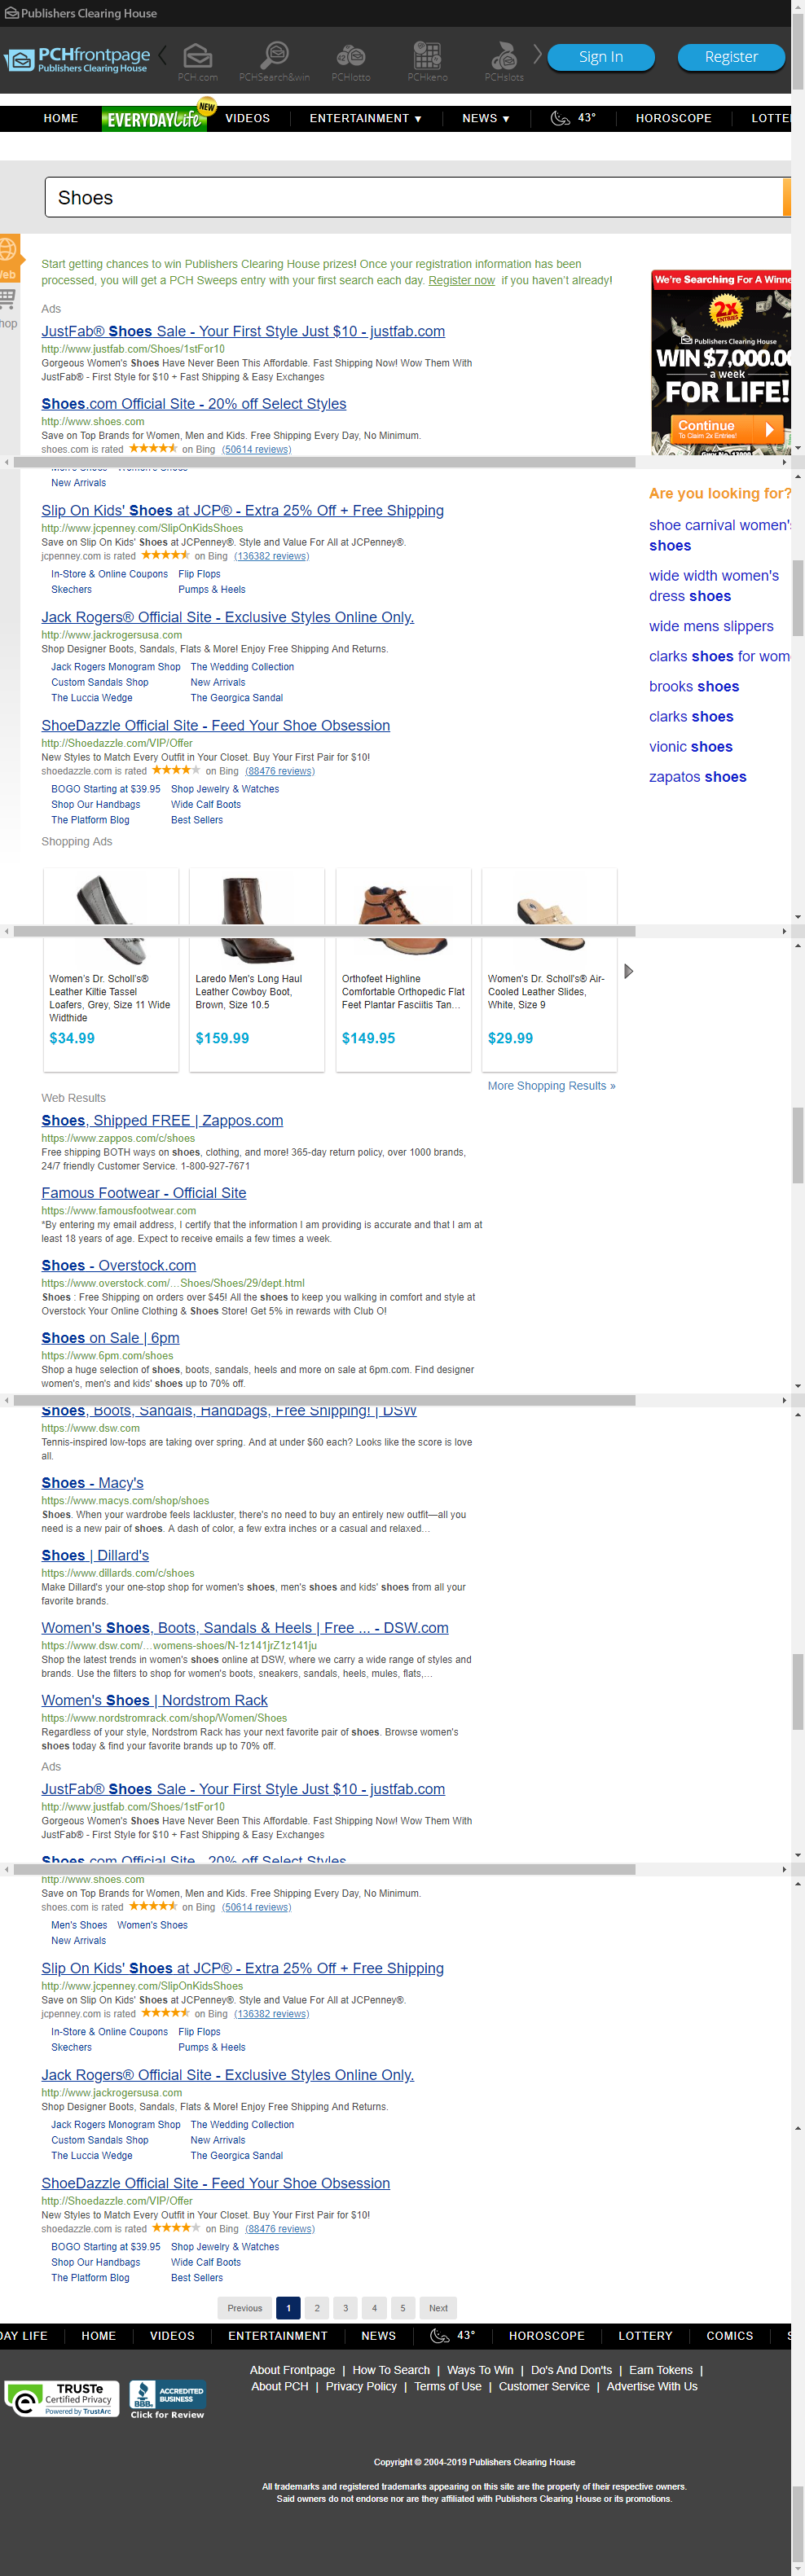 Publishers Clearing House
PCHfrontpage
Publishers Clearing House
PCH.com
PCHSearch&win
PCHlotto
PCHkeno
PCHslots
Sign In
Register
HOME
EVERYDAY Life
NEW
VIDEOS
ENTERTAINMENT ▼
NEWS ▼
43°
HOROSCOPE
LOTTE
Shoes
Web
hop
Start getting chances to win Publishers Clearing House prizes! Once your registration information has been
processed, you will get a PCH Sweeps entry with your first search each day. Register now if you haven't already!
We're Searching For A Winne
2X
ENTRIES
Publishers Clearing House
WIN $7,000.00
a week
FOR LIFE!
Continue
To Claim 2x Entries!
Ads
JustFab® Shoes Sale - Your First Style Just $10 - justfab.com
http://www.justfab.com/Shoes/1stFor10
Gorgeous Women's Shoes Have Never Been This Affordable. Fast Shipping Now! Wow Them With
JustFab® - First Style for $10 + Fast Shipping & Easy Exchanges
Shoes.com Official Site - 20% off Select Styles
http://www.shoes.com
Save on Top Brands for Women, Men and Kids. Free Shipping Every Day, No Minimum.
shoes.com is rated on Bing (50614 reviews)
Men's Shoes Women's Shoes
New Arrivals
Slip On Kids' Shoes at JCP® - Extra 25% Off + Free Shipping
http://www.jcpenney.com/SlipOnKidsShoes
Save on Slip On Kids' Shoes at JCPenney®. Style and Value For All at JCPenney®.
jcpenney.com is rated on Bing (136382 reviews)
In-Store & Online Coupons Flip Flops
Skechers Pumps & Heels
Jack Rogers® Official Site - Exclusive Styles Online Only.
http://www.jackrogersusa.com
Shop Designer Boots, Sandals, Flats & More! Enjoy Free Shipping And Returns.
Jack Rogers Monogram Shop The Wedding Collection
Custom Sandals Shop New Arrivals
The Luccia Wedge The Georgica Sandal
ShoeDazzle Official Site - Feed Your Shoe Obsession
http://Shoedazzle.com/VIP/Offer
New Styles to Match Every Outfit in Your Closet. Buy Your First Pair for $10!
shoedazzle.com is rated on Bing (88476 reviews)
BOGO Starting at $39.95 Shop Jewelry & Watches
Shop Our Handbags Wide Calf Boots
The Platform Blog Best Sellers
Are you looking for?
shoe carnival women's
shoes
wide width women's
dress shoes
wide mens slippers
clarks shoes for wom
brooks shoes
clarks shoes
vionic shoes
zapatos shoes
Shopping Ads
Women's Dr. Scholl's®
Leather Kiltie Tassel
Loafers, Grey, Size 11 Wide
Widthide
$34.99
Laredo Men's Long Haul
Leather Cowboy Boot,
Brown, Size 10.5
$159.99
Orthofeet Highline
Comfortable Orthopedic Flat
Feet Plantar Fasciitis Tan...
$149.95
Women's Dr. Scholl's® Air-
Cooled Leather Slides,
White, Size 9
$29.99
More Shopping Results »
Web Results
Shoes, Shipped FREE | Zappos.com
https://www.zappos.com/c/shoes
Free shipping BOTH ways on shoes, clothing, and more! 365-day return policy, over 1000 brands,
24/7 friendly Customer Service. 1-800-927-7671
Famous Footwear - Official Site
https://www.famousfootwear.com
*By entering my email address, I certify that the information I am providing is accurate and that I am at
least 18 years of age. Expect to receive emails a few times a week.
Shoes - Overstock.com
https://www.overstock.com/...Shoes/Shoes/29/dept.html
Shoes : Free Shipping on orders over $45! All the shoes to keep you walking in comfort and style at
Overstock Your Online Clothing & Shoes Store! Get 5% in rewards with Club O!
Shoes on Sale | 6pm
https://www.6pm.com/shoes
Shop a huge selection of shoes, boots, sandals, heels and more on sale at 6pm.com. Find designer
women's, men's and kids' shoes up to 70% off.
Shoes, Boots, Sandals, Handbags, Free Shipping! | DSW
https://www.dsw.com
Tennis-inspired low-tops are taking over spring. And at under $60 each? Looks like the score is love
all.
Shoes - Macy's
https://www.macys.com/shop/shoes
Shoes. When your wardrobe feels lackluster, there's no need to buy an entirely new outfit—all you
need is a new pair of shoes. A dash of color, a few extra inches or a casual and relaxed...
Shoes | Dillard's
https://www.dillards.com/c/shoes
Make Dillard's your one-stop shop for women's shoes, men's shoes and kids' shoes from all your
favorite brands.
Women's Shoes, Boots, Sandals & Heels | Free ... - DSW.com
https://www.dsw.com/...womens-shoes/N-1z141jrZ1z141ju
Shop the latest trends in women's shoes online at DSW, where we carry a wide range of styles and
brands. Use the filters to shop for women's boots, sneakers, sandals, heels, mules, flats,...
Women's Shoes | Nordstrom Rack
https://www.nordstromrack.com/shop/Women/Shoes
Regardless of your style, Nordstrom Rack has your next favorite pair of shoes. Browse women's
shoes today & find your favorite brands up to 70% off.
Ads
JustFab® Shoes Sale - Your First Style Just $10 - justfab.com
http://www.justfab.com/Shoes/1stFor10
Gorgeous Women's Shoes Have Never Been This Affordable. Fast Shipping Now! Wow Them With
JustFab® - First Style for $10 + Fast Shipping & Easy Exchanges
Shoes.com Official Site - 20% off Select Styles
http://www.shoes.com
Save on Top Brands for Women, Men and Kids. Free Shipping Every Day, No Minimum.
shoes.com is rated on Bing (50614 reviews)
Men's Shoes Women's Shoes
New Arrivals
Slip On Kids' Shoes at JCP® - Extra 25% Off + Free Shipping
http://www.jcpenney.com/SlipOnKidsShoes
Save on Slip On Kids' Shoes at JCPenney®. Style and Value For All at JCPenney®.
jcpenney.com is rated on Bing (136382 reviews)
In-Store & Online Coupons Flip Flops
Skechers Pumps & Heels
Jack Rogers® Official Site - Exclusive Styles Online Only.
http://www.jackrogersusa.com
Shop Designer Boots, Sandals, Flats & More! Enjoy Free Shipping And Returns.
Jack Rogers Monogram Shop The Wedding Collection
Custom Sandals Shop New Arrivals
The Luccia Wedge The Georgica Sandal
ShoeDazzle Official Site - Feed Your Shoe Obsession
http://Shoedazzle.com/VIP/Offer
New Styles to Match Every Outfit in Your Closet. Buy Your First Pair for $10!
shoedazzle.com is rated on Bing (88476 reviews)
BOGO Starting at $39.95 Shop Jewelry & Watches
Shop Our Handbags Wide Calf Boots
The Platform Blog Best Sellers
Previous 1 2 3 4 5 Next
DAY LIFE HOME VIDEOS ENTERTAINMENT NEWS 43° HOROSCOPE LOTTERY COMICS S
TRUSTe
Certified Privacy
Powered by TrustArc
BBB.
ACCREDITED
BUSINESS
Click for Review
About Frontpage | How To Search | Ways To Win | Do's And Don'ts | Earn Tokens |
About PCH | Privacy Policy | Terms of Use | Customer Service | Advertise With Us
Copyright © 2004-2019 Publishers Clearing House
All trademarks and registered trademarks appearing on this site are the property of their respective owners.
Said owners do not endorse nor are they affiliated with Publishers Clearing House or its promotions.